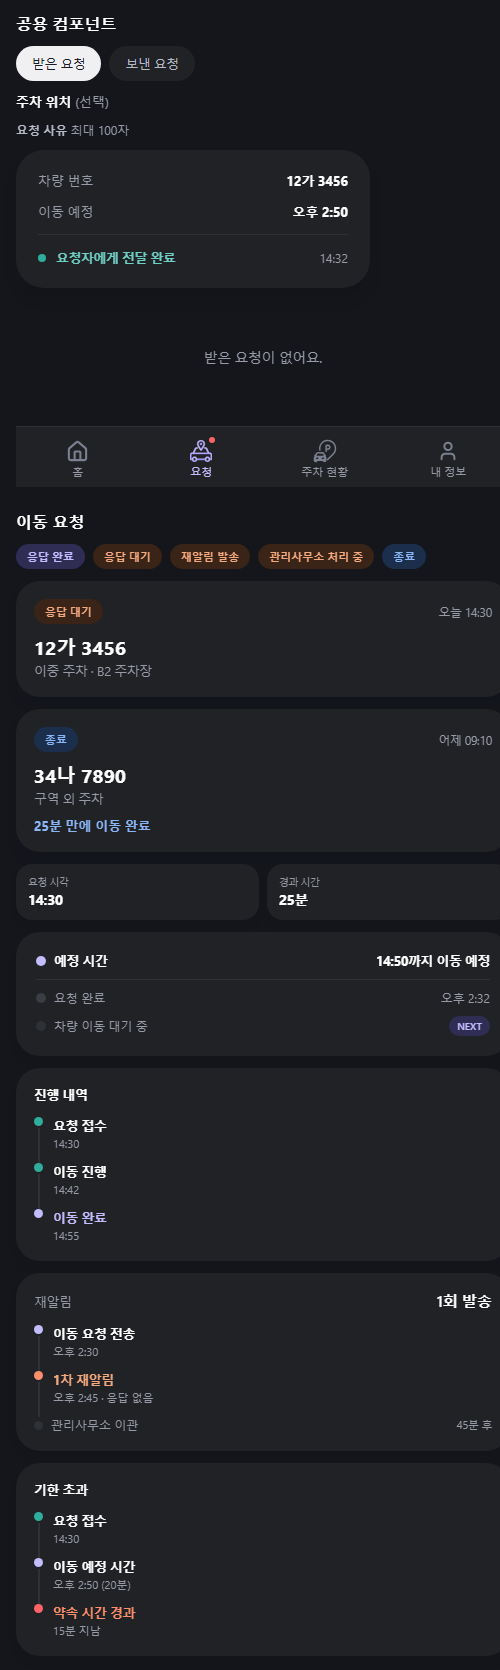 공용 컴포넌트
받은 요청 보낸 요청
주차 위치 (선택)
요청 사유 최대 100자
차량 번호 12가 3456
이동 예정 오후 2:50
요청자에게 전달 완료 14:32
받은 요청이 없어요.
홈 요청 주차 현황 내 정보
이동 요청
응답 완료 응답 대기 재알림 발송 관리사무소 처리 중 종료
응답 대기 오늘 14:30
12가 3456
이중 주차 · B2 주차장
종료 어제 09:10
34나 7890
구역 외 주차
25분 만에 이동 완료
요청 시각 경과 시간
14:30 25분
예정 시간 14:50까지 이동 예정
요청 완료 오후 2:32
차량 이동 대기 중 NEXT
진행 내역
요청 접수
14:30
이동 진행
14:42
이동 완료
14:55
재알림 1회 발송
이동 요청 전송
오후 2:30
1차 재알림
오후 2:45 · 응답 없음
관리사무소 이관 45분 후
기한 초과
요청 접수
14:30
이동 예정 시간
오후 2:50 (20분)
약속 시간 경과
15분 지남